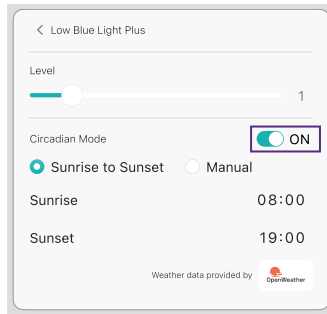 Low Blue Light Plus
Level
1
Circadian Mode ON
Sunrise to Sunset Manual
Sunrise 08:00
Sunset 19:00
Weather data provided by OpenWeather